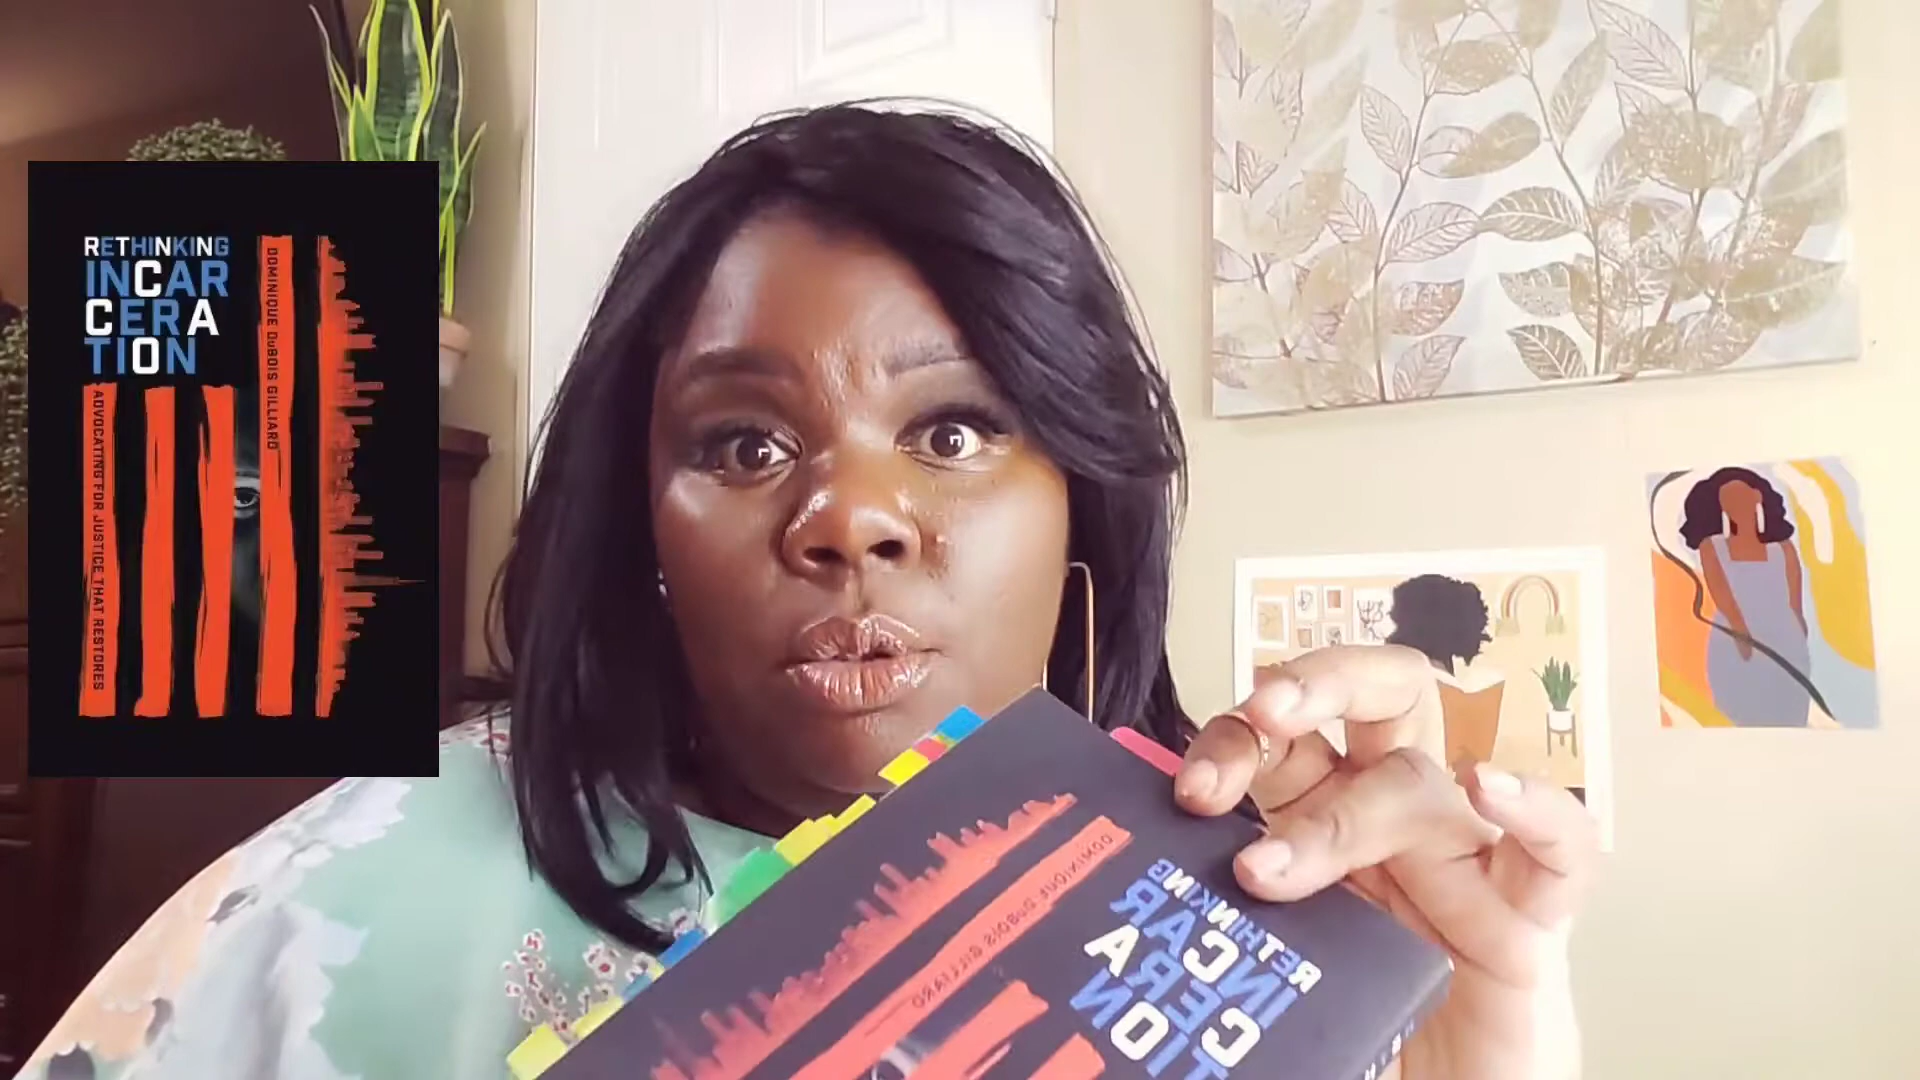 RETHINKING
INCAR
CERA
TION
DOMINIQUE DuBOIS GILLIARD
ADVOCATING FOR JUSTICE THAT RESTORES
RETHINKING
INCAR
CERA
TION
DOMINIQUE DuBOIS GILLIARD